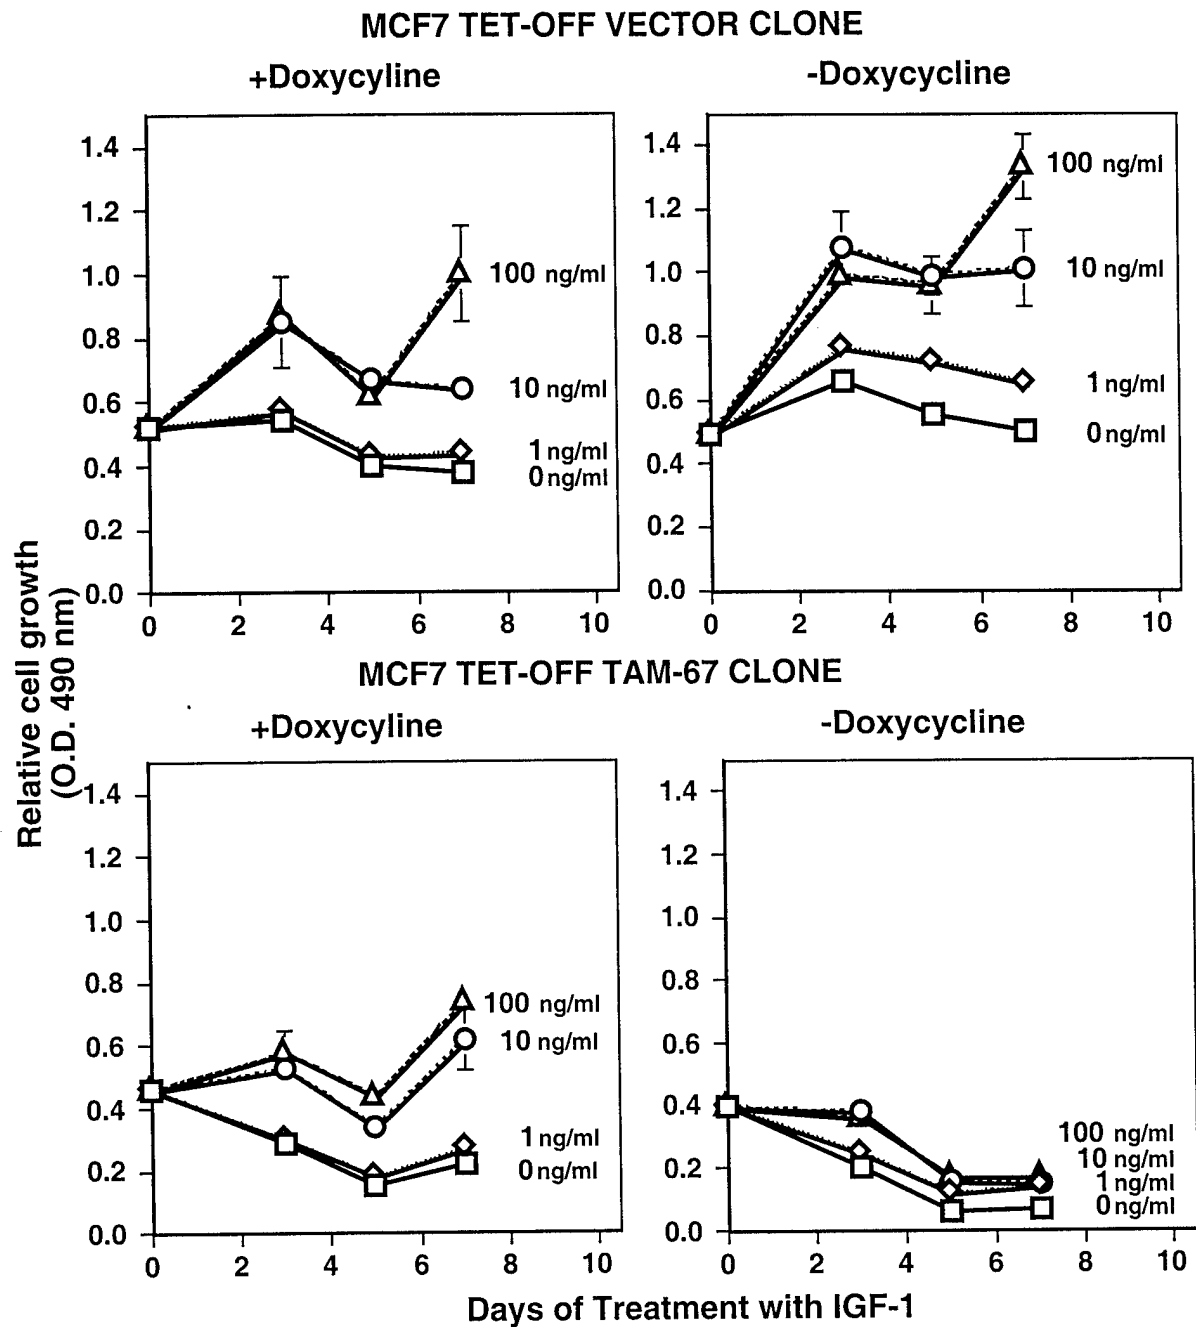 MCF7 TET-OFF VECTOR CLONE
+Doxycyline
-Doxycycline
1.4
1.2
1.0
0.8
0.6
0.4
0.2
0.0
0 2 4 6 8 10
100 ng/ml
10 ng/ml
1 ng/ml
0 ng/ml
1.4
1.2
1.0
0.8
0.6
0.4
0.2
0.0
0 2 4 6 8 10
100 ng/ml
10 ng/ml
1 ng/ml
0 ng/ml
Relative cell growth
(O.D. 490 nm)
MCF7 TET-OFF TAM-67 CLONE
+Doxycyline
-Doxycycline
1.4
1.2
1.0
0.8
0.6
0.4
0.2
0.0
0 2 4 6 8 10
100 ng/ml
10 ng/ml
1 ng/ml
0 ng/ml
1.4
1.2
1.0
0.8
0.6
0.4
0.2
0.0
0 2 4 6 8 10
100 ng/ml
10 ng/ml
1 ng/ml
0 ng/ml
Days of Treatment with IGF-1